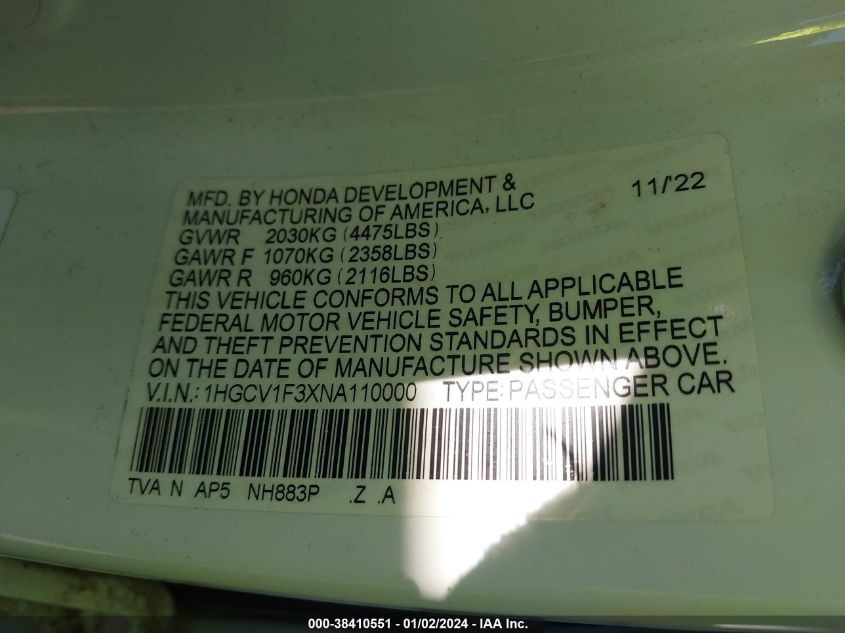 MFD. BY HONDA DEVELOPMENT & 11/'22
MANUFACTURING OF AMERICA, LLC
GVWR 2030KG (4475LBS)
GAWR F 1070KG (2358LBS)
GAWR R 960KG (2116LBS)
THIS VEHICLE CONFORMS TO ALL APPLICABLE
FEDERAL MOTOR VEHICLE SAFETY, BUMPER,
AND THEFT PREVENTION STANDARDS IN EFFECT
ON THE DATE OF MANUFACTURE SHOWN ABOVE.
V.I.N.: 1HGCV1F3XNA110000 TYPE: PASSENGER CAR
TVA N AP5 NH883P .Z .A
000-38410551 - 01/02/2024 - IAA Inc.